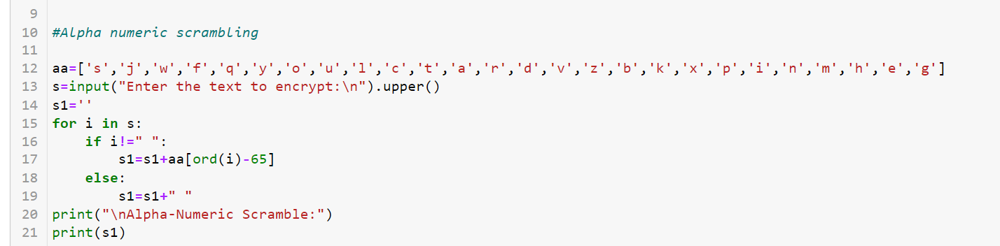 9
10 #Alpha numeric scrambling
11
12 aa=['s','j','w','f','q','y','o','u','l','c','t','a','r','d','v','z','b','k','x','p','i','n','m','h','e','g']
13 s=input("Enter the text to encrypt:\n").upper()
14 s1=''
15 for i in s:
16     if i!=" ":
17         s1=s1+aa[ord(i)-65]
18     else:
19         s1=s1+" "
20 print("\nAlpha-Numeric Scramble:")
21 print(s1)